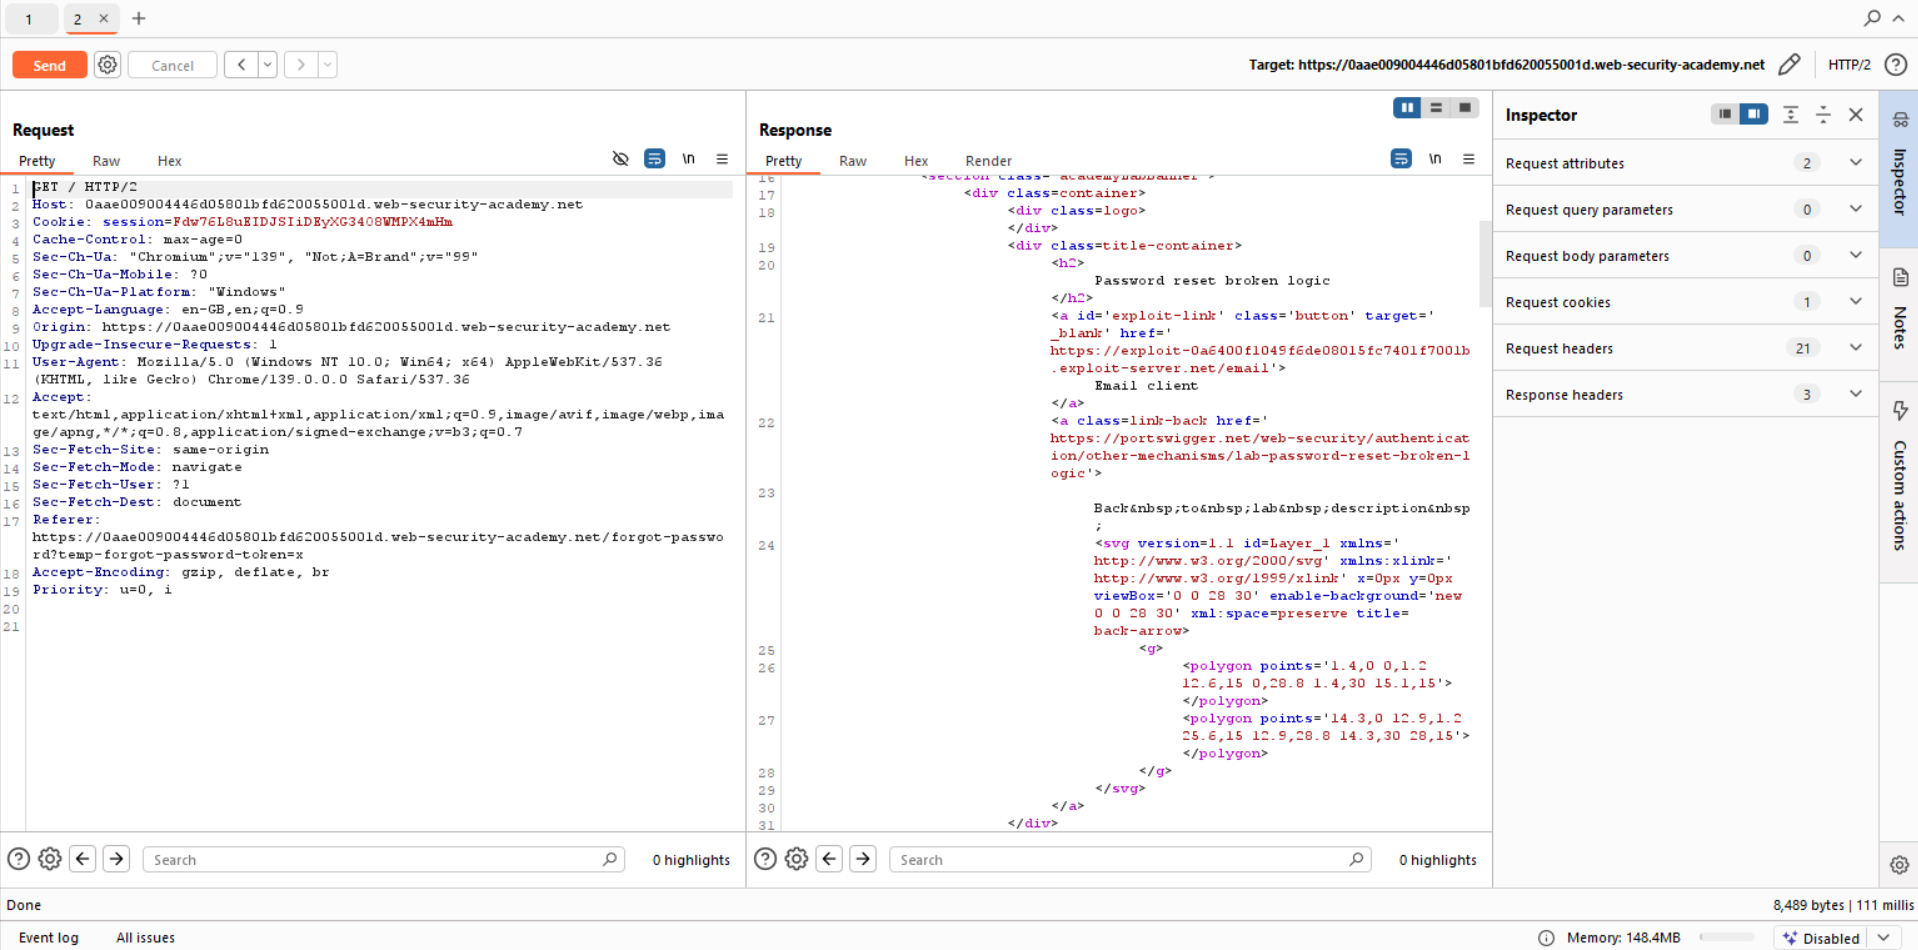 1
2 ×
+
Send
Cancel
Target: https://0aae009004446d05801bfd620055001d.web-security-academy.net
HTTP/2
Request
Pretty Raw Hex
\n
1 GET / HTTP/2
2 Host: 0aae009004446d05801bfd620055001d.web-security-academy.net
3 Cookie: session=Fdw76L8uEIDJSIiDEyXG3408WMPX4mHm
4 Cache-Control: max-age=0
5 Sec-Ch-Ua: "Chromium";v="139", "Not;A=Brand";v="99"
6 Sec-Ch-Ua-Mobile: ?0
7 Sec-Ch-Ua-Platform: "Windows"
8 Accept-Language: en-GB,en;q=0.9
9 Origin: https://0aae009004446d05801bfd620055001d.web-security-academy.net
10 Upgrade-Insecure-Requests: 1
11 User-Agent: Mozilla/5.0 (Windows NT 10.0; Win64; x64) AppleWebKit/537.36
(KHTML, like Gecko) Chrome/139.0.0.0 Safari/537.36
12 Accept:
text/html,application/xhtml+xml,application/xml;q=0.9,image/avif,image/webp,ima
ge/apng,*/*;q=0.8,application/signed-exchange;v=b3;q=0.7
13 Sec-Fetch-Site: same-origin
14 Sec-Fetch-Mode: navigate
15 Sec-Fetch-User: ?1
16 Sec-Fetch-Dest: document
17 Referer:
https://0aae009004446d05801bfd620055001d.web-security-academy.net/forgot-passwo
rd?temp-forgot-password-token=x
18 Accept-Encoding: gzip, deflate, br
19 Priority: u=0, i
20
21
Search
0 highlights
Response
Pretty Raw Hex Render
\n
16 <section class='academyLabBanner'>
17 <div class=container>
18 <div class=logo>
</div>
19 <div class=title-container>
20 <h2>
Password reset broken logic
</h2>
21 <a id='exploit-link' class='button' target='
_blank' href='
https://exploit-0a6400f1049f6de08015fc7401f7001b
.exploit-server.net/email'>
Email client
</a>
22 <a class=link-back href='
https://portswigger.net/web-security/authenticat
ion/other-mechanisms/lab-password-reset-broken-l
ogic'>
23
Back&nbsp;to&nbsp;lab&nbsp;description&nbsp
;
24 <svg version=1.1 id=Layer_1 xmlns='
http://www.w3.org/2000/svg' xmlns:xlink='
http://www.w3.org/1999/xlink' x=0px y=0px
viewBox='0 0 28 30' enable-background='new
0 0 28 30' xml:space=preserve title=
back-arrow>
25 <g>
26 <polygon points='1.4,0 0,1.2
12.6,15 0,28.8 1.4,30 15.1,15'>
</polygon>
27 <polygon points='14.3,0 12.9,1.2
25.6,15 12.9,28.8 14.3,30 28,15'>
</polygon>
28 </g>
29 </svg>
30 </a>
31 </div>
Search
0 highlights
Inspector
Request attributes 2
Request query parameters 0
Request body parameters 0
Request cookies 1
Request headers 21
Response headers 3
Inspector
Notes
Custom actions
Done
8,489 bytes | 111 millis
Event log All issues
Memory: 148.4MB
Disabled